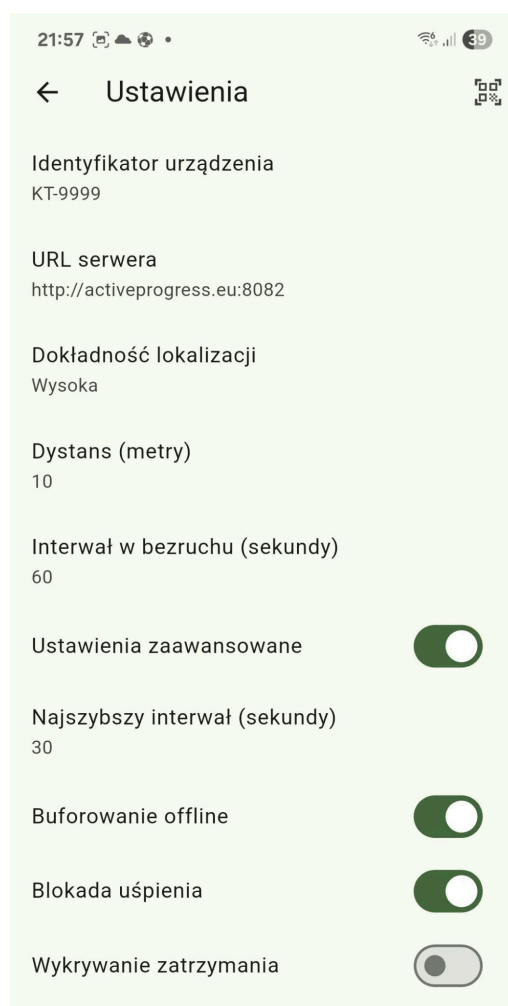 21:57
39
Ustawienia
Identyfikator urządzenia
KT-9999
URL serwera
http://activeprogress.eu:8082
Dokładność lokalizacji
Wysoka
Dystans (metry)
10
Interwał w bezruchu (sekundy)
60
Ustawienia zaawansowane
Najszybszy interwał (sekundy)
30
Buforowanie offline
Blokada uśpienia
Wykrywanie zatrzymania